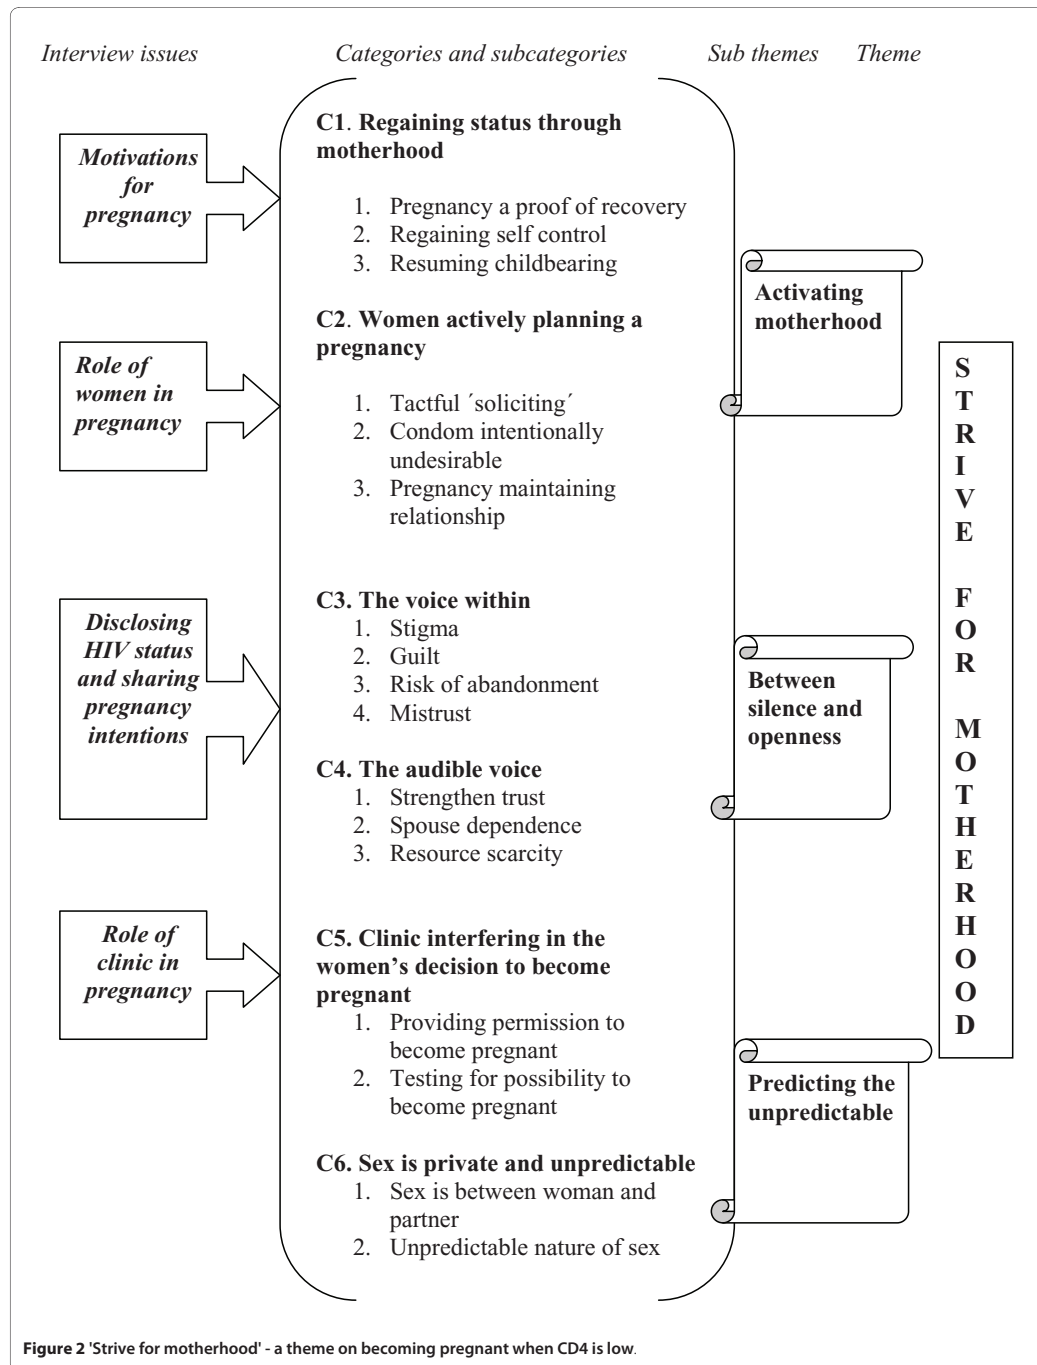 Interview issues
Categories and subcategories
Sub themes
Theme
Motivations
for
pregnancy
Role of
women in
pregnancy
Disclosing
HIV status
and sharing
pregnancy
intentions
Role of
clinic in
pregnancy
C1. Regaining status through
motherhood
1. Pregnancy a proof of recovery
2. Regaining self control
3. Resuming childbearing
C2. Women actively planning a
pregnancy
1. Tactful ´soliciting´
2. Condom intentionally
undesirable
3. Pregnancy maintaining
relationship
C3. The voice within
1. Stigma
2. Guilt
3. Risk of abandonment
4. Mistrust
C4. The audible voice
1. Strengthen trust
2. Spouse dependence
3. Resource scarcity
C5. Clinic interfering in the
women’s decision to become
pregnant
1. Providing permission to
become pregnant
2. Testing for possibility to
become pregnant
C6. Sex is private and unpredictable
1. Sex is between woman and
partner
2. Unpredictable nature of sex
Activating
motherhood
Between
silence and
openness
Predicting the
unpredictable
STRIVE FOR MOTHERHOOD
Figure 2 'Strive for motherhood' - a theme on becoming pregnant when CD4 is low.